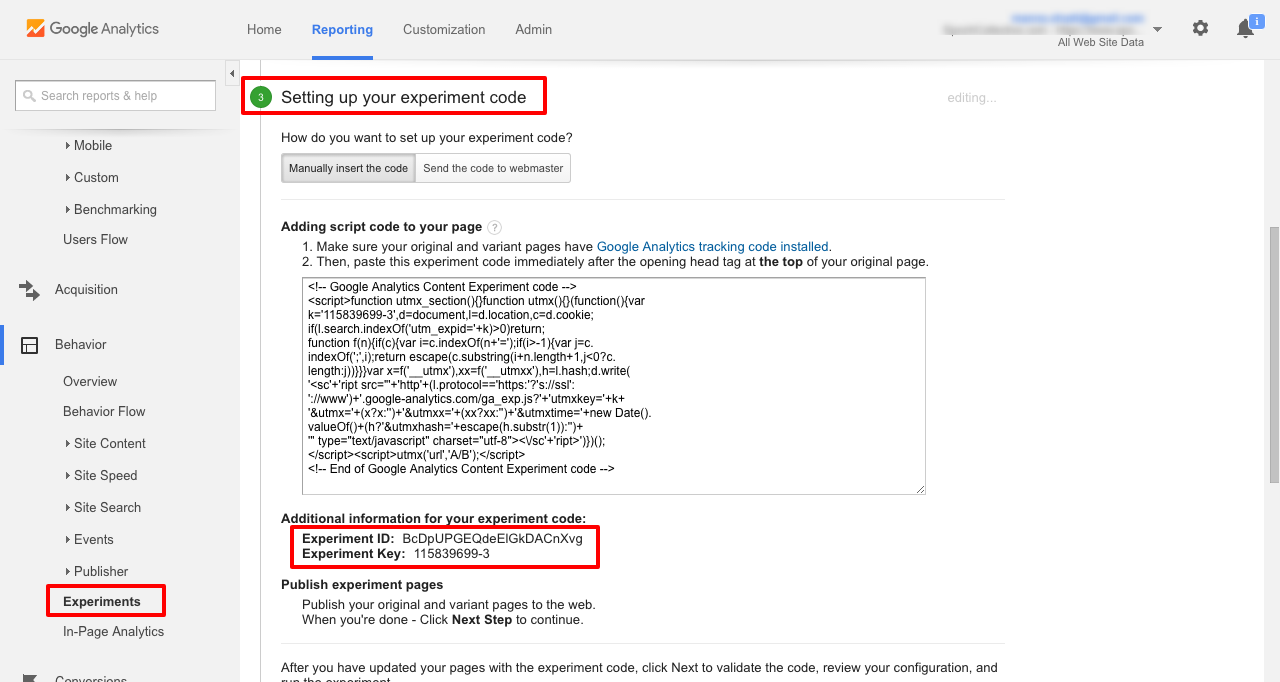 Google Analytics
Home
Reporting
Customization
Admin
All Web Site Data
i
Search reports & help
Mobile
Custom
Benchmarking
Users Flow
Acquisition
Behavior
Overview
Behavior Flow
Site Content
Site Speed
Site Search
Events
Publisher
Experiments
In-Page Analytics
Conversions
3 Setting up your experiment code
editing...
How do you want to set up your experiment code?
Manually insert the code
Send the code to webmaster
Adding script code to your page ?
1. Make sure your original and variant pages have Google Analytics tracking code installed.
2. Then, paste this experiment code immediately after the opening head tag at the top of your original page.
<!-- Google Analytics Content Experiment code -->
<script>function utmx_section(){}function utmx(){}(function(){var
k='115839699-3',d=document,l=d.location,c=d.cookie;
if(l.search.indexOf('utm_expid='+k)>0)return;
function f(n){if(c){var i=c.indexOf(n+'=');if(i>-1){var j=c.
indexOf(';',i);return escape(c.substring(i+n.length+1,j<0?c.
length:j))}}}var x=f('__utmx'),xx=f('__utmxx'),h=l.hash;d.write(
'<sc'+'ript src="'+'http'+(l.protocol=='https:'?'s://ssl':
'://www')+'.google-analytics.com/ga_exp.js?'+'utmxkey='+k+
'&utmx='+(x?x:'')+'&utmxx='+(xx?xx:'')+'&utmxtime='+new Date().
valueOf()+(h?'&utmxhash='+escape(h.substr(1)):'')+
'" type="text/javascript" charset="utf-8"><\/sc'+'ript>')})();
</script><script>utmx('url','A/B');</script>
<!-- End of Google Analytics Content Experiment code -->
Additional information for your experiment code:
Experiment ID: BcDpUPGEQdeElGkDACnXvg
Experiment Key: 115839699-3
Publish experiment pages
Publish your original and variant pages to the web.
When you're done - Click Next Step to continue.
After you have updated your pages with the experiment code, click Next to validate the code, review your configuration, and
run the experiment.